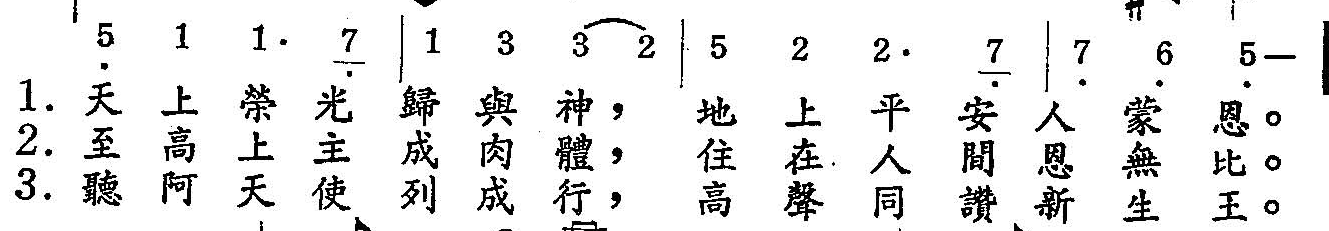 5 1 1. 7 | 1 3 3 2 | 5 2 2. 7 | 7 6 5 —
1. 天上榮光歸與神，地上平安人蒙恩。
2. 至高上主成肉體，住在人間恩無比。
3. 聽阿天使列成行，高聲同讚新生王。